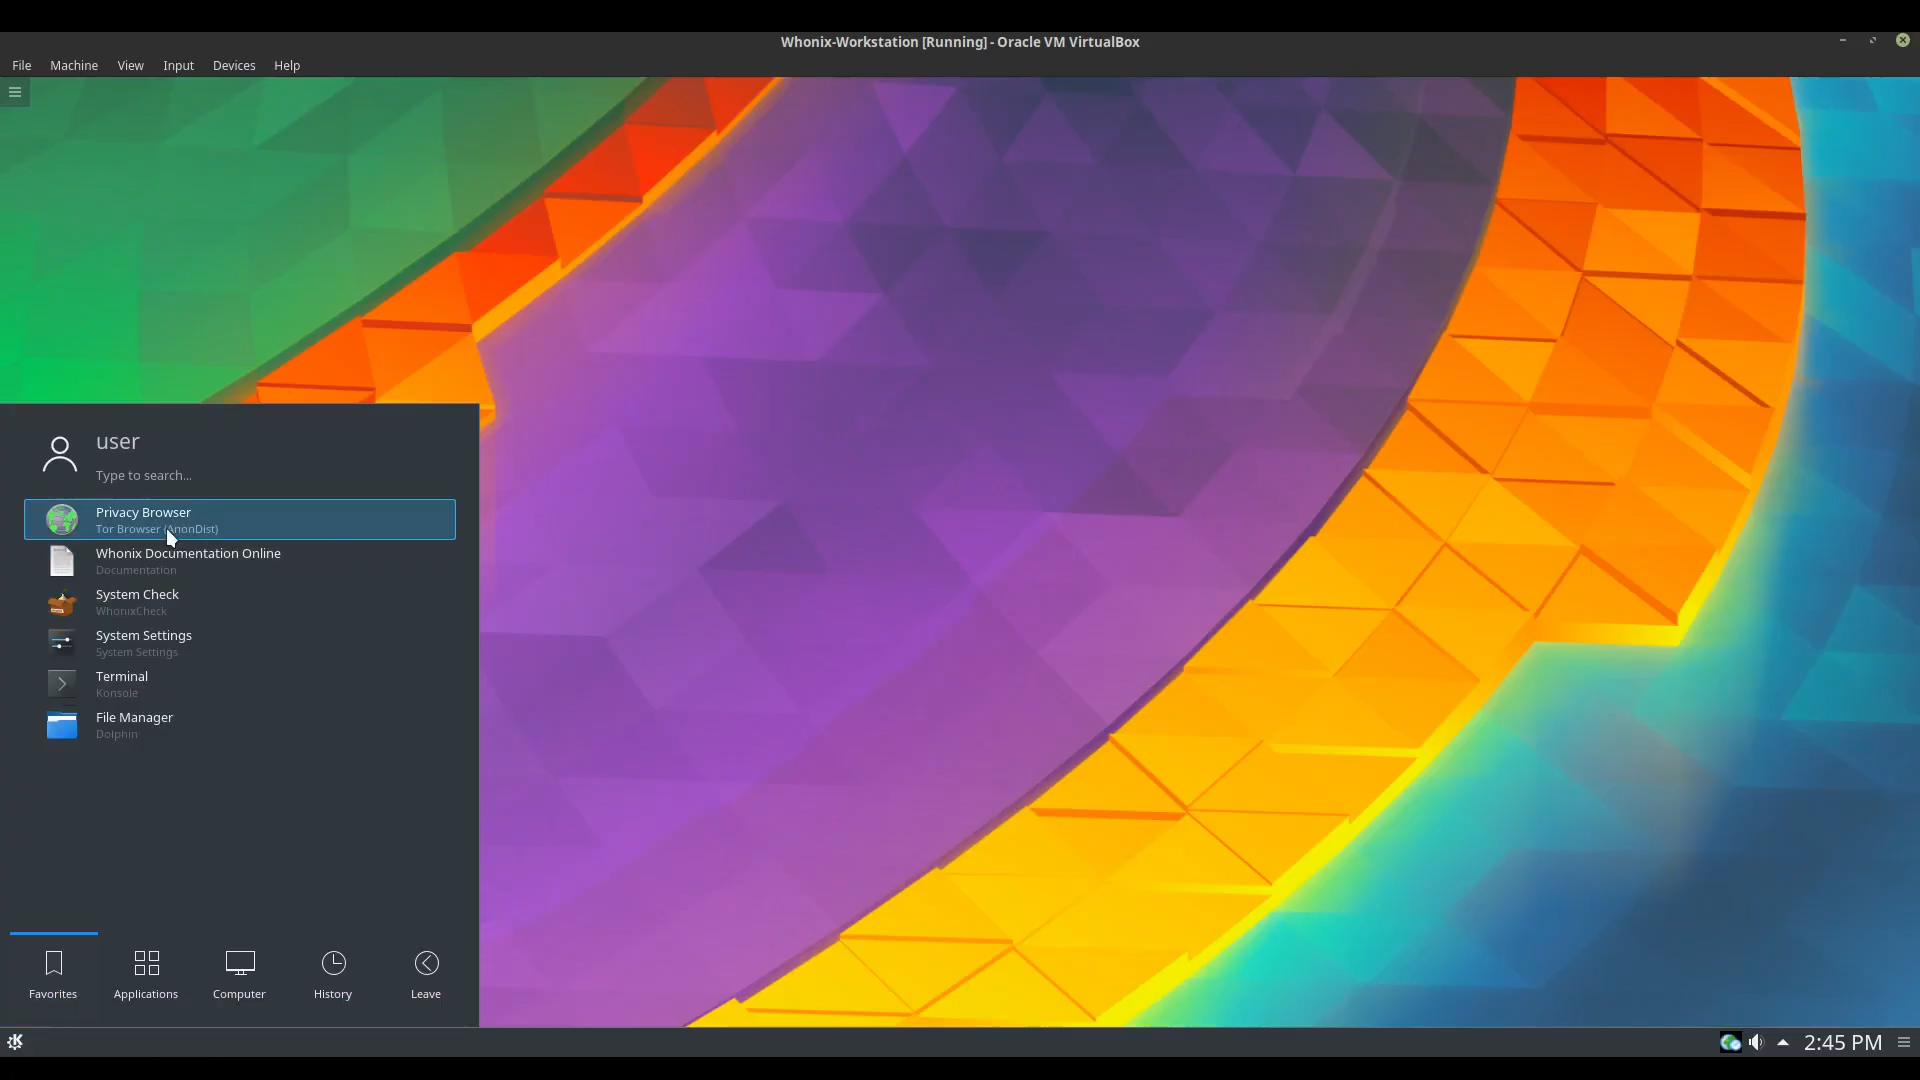 Whonix-Workstation [Running] - Oracle VM VirtualBox
File Machine View Input Devices Help
user
Type to search...
Privacy Browser
Tor Browser (AnonDist)
Whonix Documentation Online
Documentation
System Check
WhonixCheck
System Settings
System Settings
Terminal
Konsole
File Manager
Dolphin
Favorites Applications Computer History Leave
2:45 PM